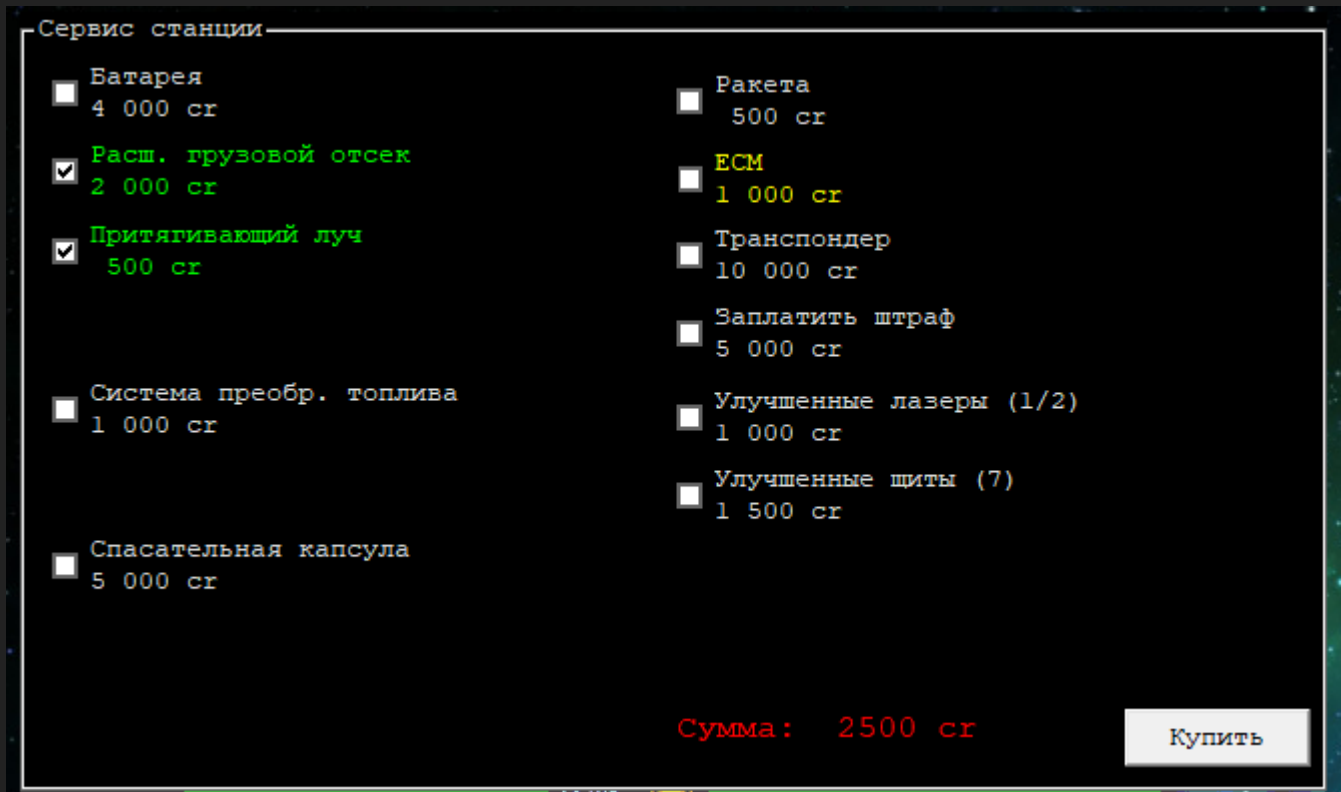 Сервис станции
Батарея
4 000 cr
Расш. грузовой отсек
2 000 cr
Притягивающий луч
500 cr
Система преобр. топлива
1 000 cr
Спасательная капсула
5 000 cr
Ракета
500 cr
ECM
1 000 cr
Транспондер
10 000 cr
Заплатить штраф
5 000 cr
Улучшенные лазеры (1/2)
1 000 cr
Улучшенные щиты (7)
1 500 cr
Сумма: 2500 cr
Купить